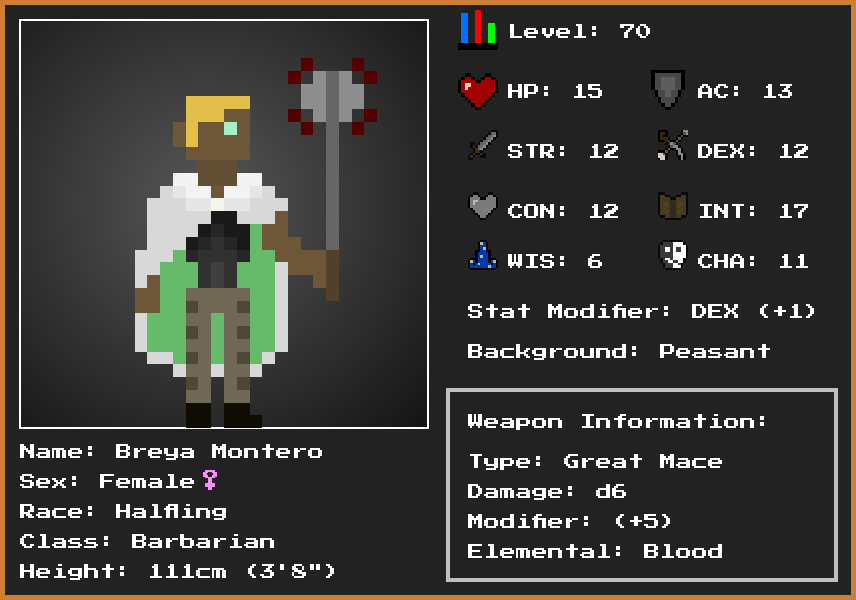 Level: 70
HP: 15
AC: 13
STR: 12
DEX: 12
CON: 12
INT: 17
WIS: 6
CHA: 11
Stat Modifier: DEX (+1)
Background: Peasant
Weapon Information:
Type: Great Mace
Damage: d6
Modifier: (+5)
Elemental: Blood
Name: Breya Montero
Sex: Female♀
Race: Halfling
Class: Barbarian
Height: 111cm (3'8")